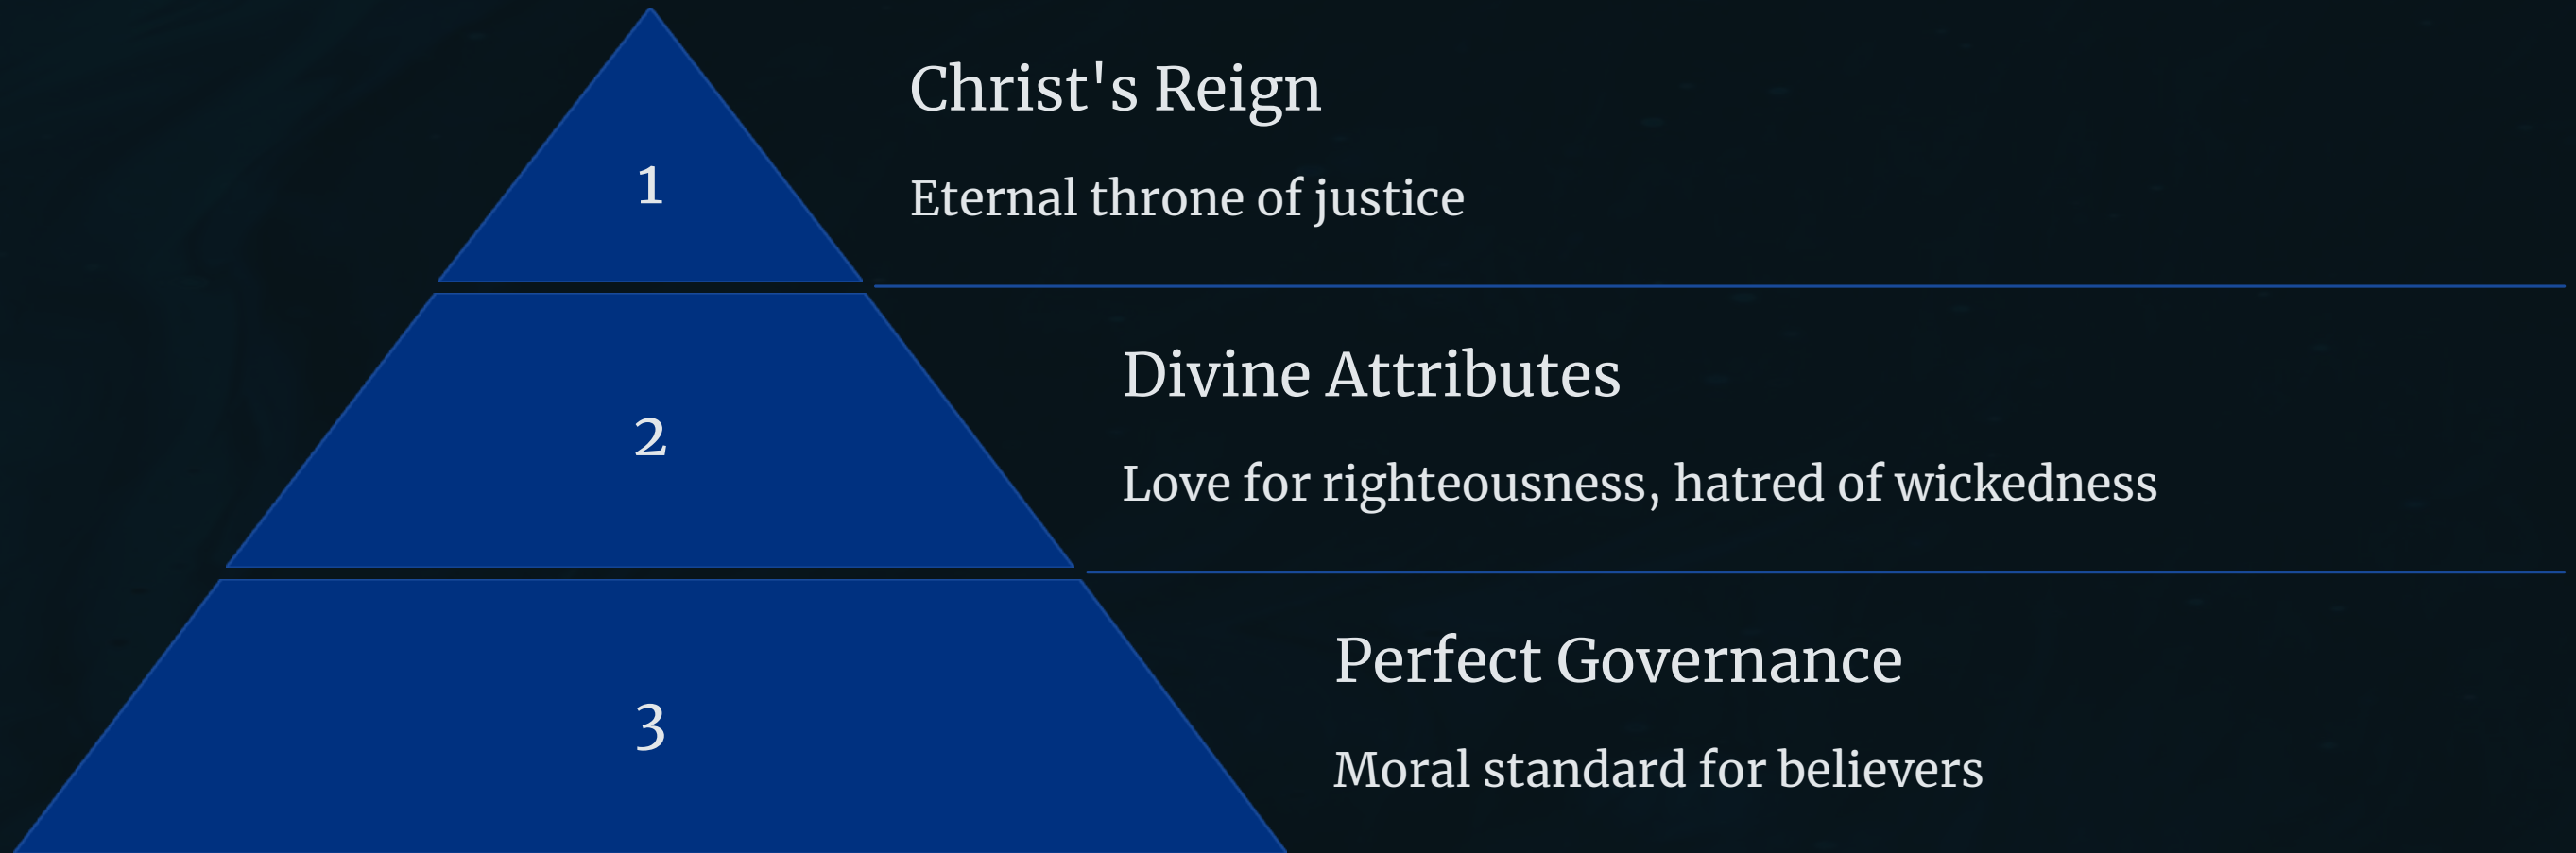 1
Christ's Reign
Eternal throne of justice
2
Divine Attributes
Love for righteousness, hatred of wickedness
3
Perfect Governance
Moral standard for believers